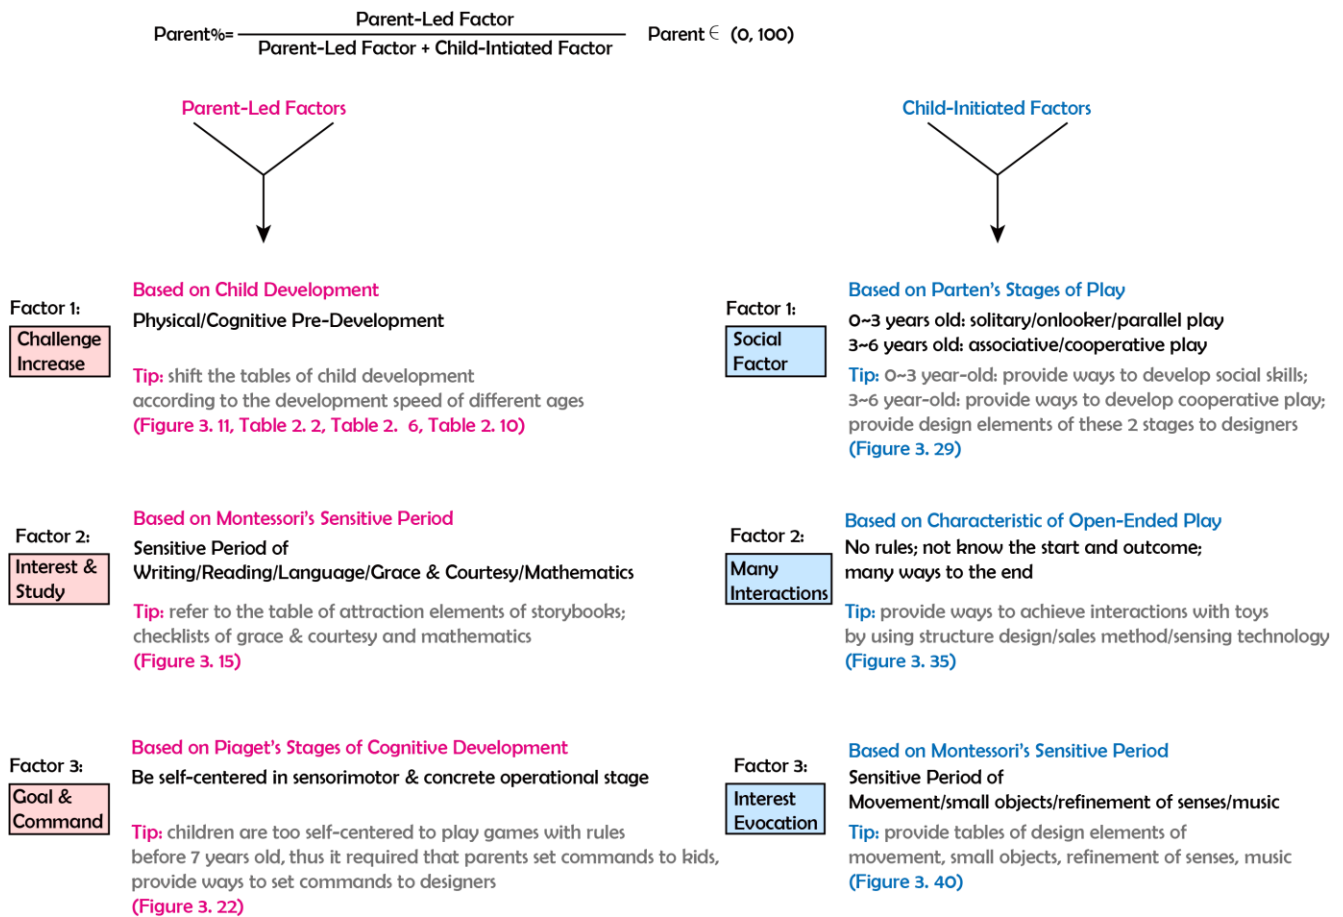 Parent%= Parent-Led Factor / Parent-Led Factor + Child-Intiated Factor Parent ∈ (0, 100)
Parent-Led Factors
Child-Initiated Factors
Factor 1:
Challenge
Increase
Based on Child Development
Physical/Cognitive Pre-Development
Tip: shift the tables of child development
according to the development speed of different ages
(Figure 3. 11, Table 2. 2, Table 2. 6, Table 2. 10)
Factor 1:
Social
Factor
Based on Parten's Stages of Play
0~3 years old: solitary/onlooker/parallel play
3~6 years old: associative/cooperative play
Tip: 0~3 year-old: provide ways to develop social skills;
3~6 year-old: provide ways to develop cooperative play;
provide design elements of these 2 stages to designers
(Figure 3. 29)
Factor 2:
Interest &
Study
Based on Montessori's Sensitive Period
Sensitive Period of
Writing/Reading/Language/Grace & Courtesy/Mathematics
Tip: refer to the table of attraction elements of storybooks;
checklists of grace & courtesy and mathematics
(Figure 3. 15)
Factor 2:
Many
Interactions
Based on Characteristic of Open-Ended Play
No rules; not know the start and outcome;
many ways to the end
Tip: provide ways to achieve interactions with toys
by using structure design/sales method/sensing technology
(Figure 3. 35)
Factor 3:
Goal &
Command
Based on Piaget's Stages of Cognitive Development
Be self-centered in sensorimotor & concrete operational stage
Tip: children are too self-centered to play games with rules
before 7 years old, thus it required that parents set commands to kids,
provide ways to set commands to designers
(Figure 3. 22)
Factor 3:
Interest
Evocation
Based on Montessori's Sensitive Period
Sensitive Period of
Movement/small objects/refinement of senses/music
Tip: provide tables of design elements of
movement, small objects, refinement of senses, music
(Figure 3. 40)